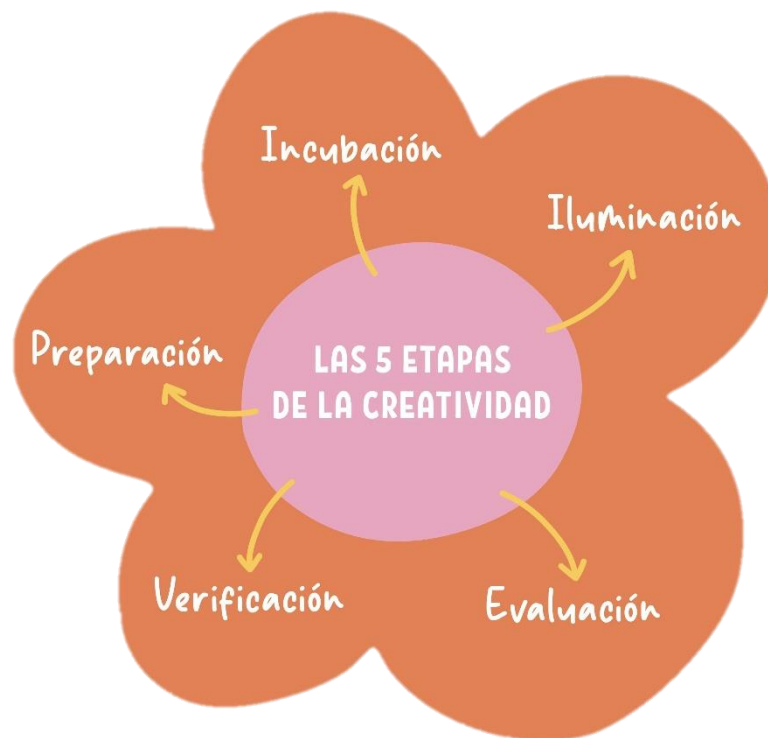 Incubación
Iluminación
Preparación
LAS 5 ETAPAS
DE LA CREATIVIDAD
Verificación
Evaluación